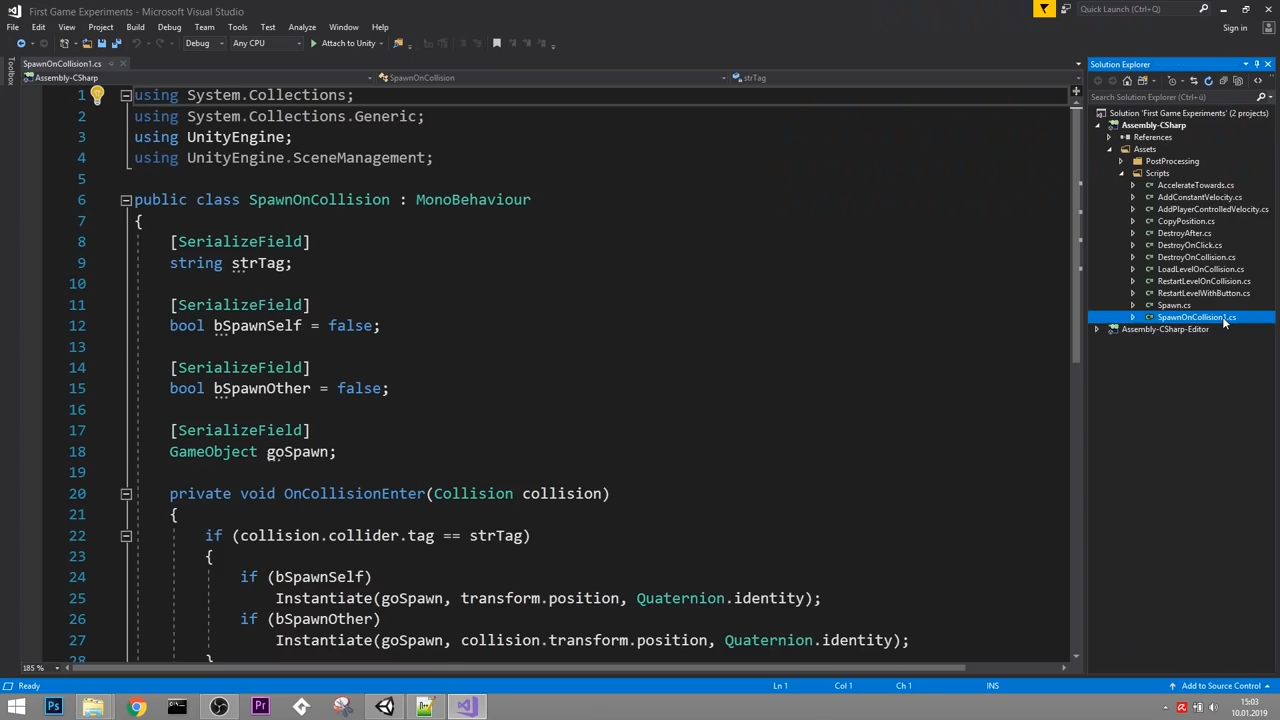 First Game Experiments - Microsoft Visual Studio
Quick Launch (Ctrl+Q)
File Edit View Project Build Debug Team Tools Test Analyze Window Help
Sign in
Debug Any CPU Attach to Unity
Toolbox
SpawnOnCollision1.cs
Assembly-CSharp SpawnOnCollision strTag
1 using System.Collections;
2 using System.Collections.Generic;
3 using UnityEngine;
4 using UnityEngine.SceneManagement;
5
6 public class SpawnOnCollision : MonoBehaviour
7 {
8 [SerializeField]
9 string strTag;
10
11 [SerializeField]
12 bool bSpawnSelf = false;
13
14 [SerializeField]
15 bool bSpawnOther = false;
16
17 [SerializeField]
18 GameObject goSpawn;
19
20 private void OnCollisionEnter(Collision collision)
21 {
22 if (collision.collider.tag == strTag)
23 {
24 if (bSpawnSelf)
25 Instantiate(goSpawn, transform.position, Quaternion.identity);
26 if (bSpawnOther)
27 Instantiate(goSpawn, collision.transform.position, Quaternion.identity);
28 }
185 %
Solution Explorer
Search Solution Explorer (Ctrl+ü)
Solution 'First Game Experiments' (2 projects)
Assembly-CSharp
References
Assets
PostProcessing
Scripts
AccelerateTowards.cs
AddConstantVelocity.cs
AddPlayerControlledVelocity.cs
CopyPosition.cs
DestroyAfter.cs
DestroyOnClick.cs
DestroyOnCollision.cs
LoadLevelOnCollision.cs
RestartLevelOnCollision.cs
RestartLevelWithButton.cs
Spawn.cs
SpawnOnCollision1.cs
Assembly-CSharp-Editor
Ready Ln 1 Col 1 Ch 1 INS Add to Source Control
Ps Pr
15:03
10.01.2019